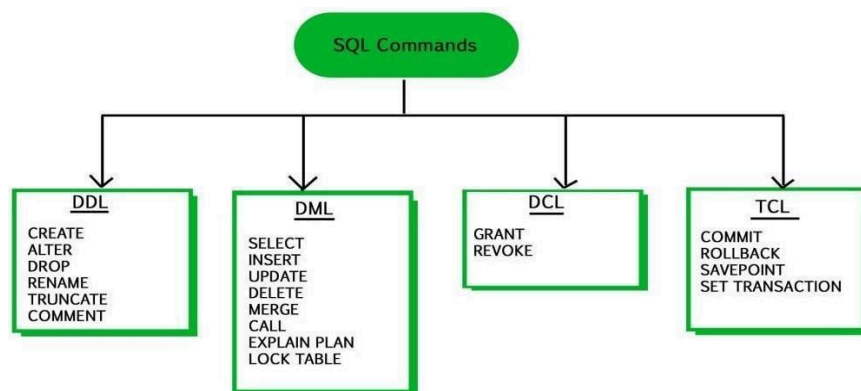 SQL Commands
DDL
CREATE
ALTER
DROP
RENAME
TRUNCATE
COMMENT
DML
SELECT
INSERT
UPDATE
DELETE
MERGE
CALL
EXPLAIN PLAN
LOCK TABLE
DCL
GRANT
REVOKE
TCL
COMMIT
ROLLBACK
SAVEPOINT
SET TRANSACTION